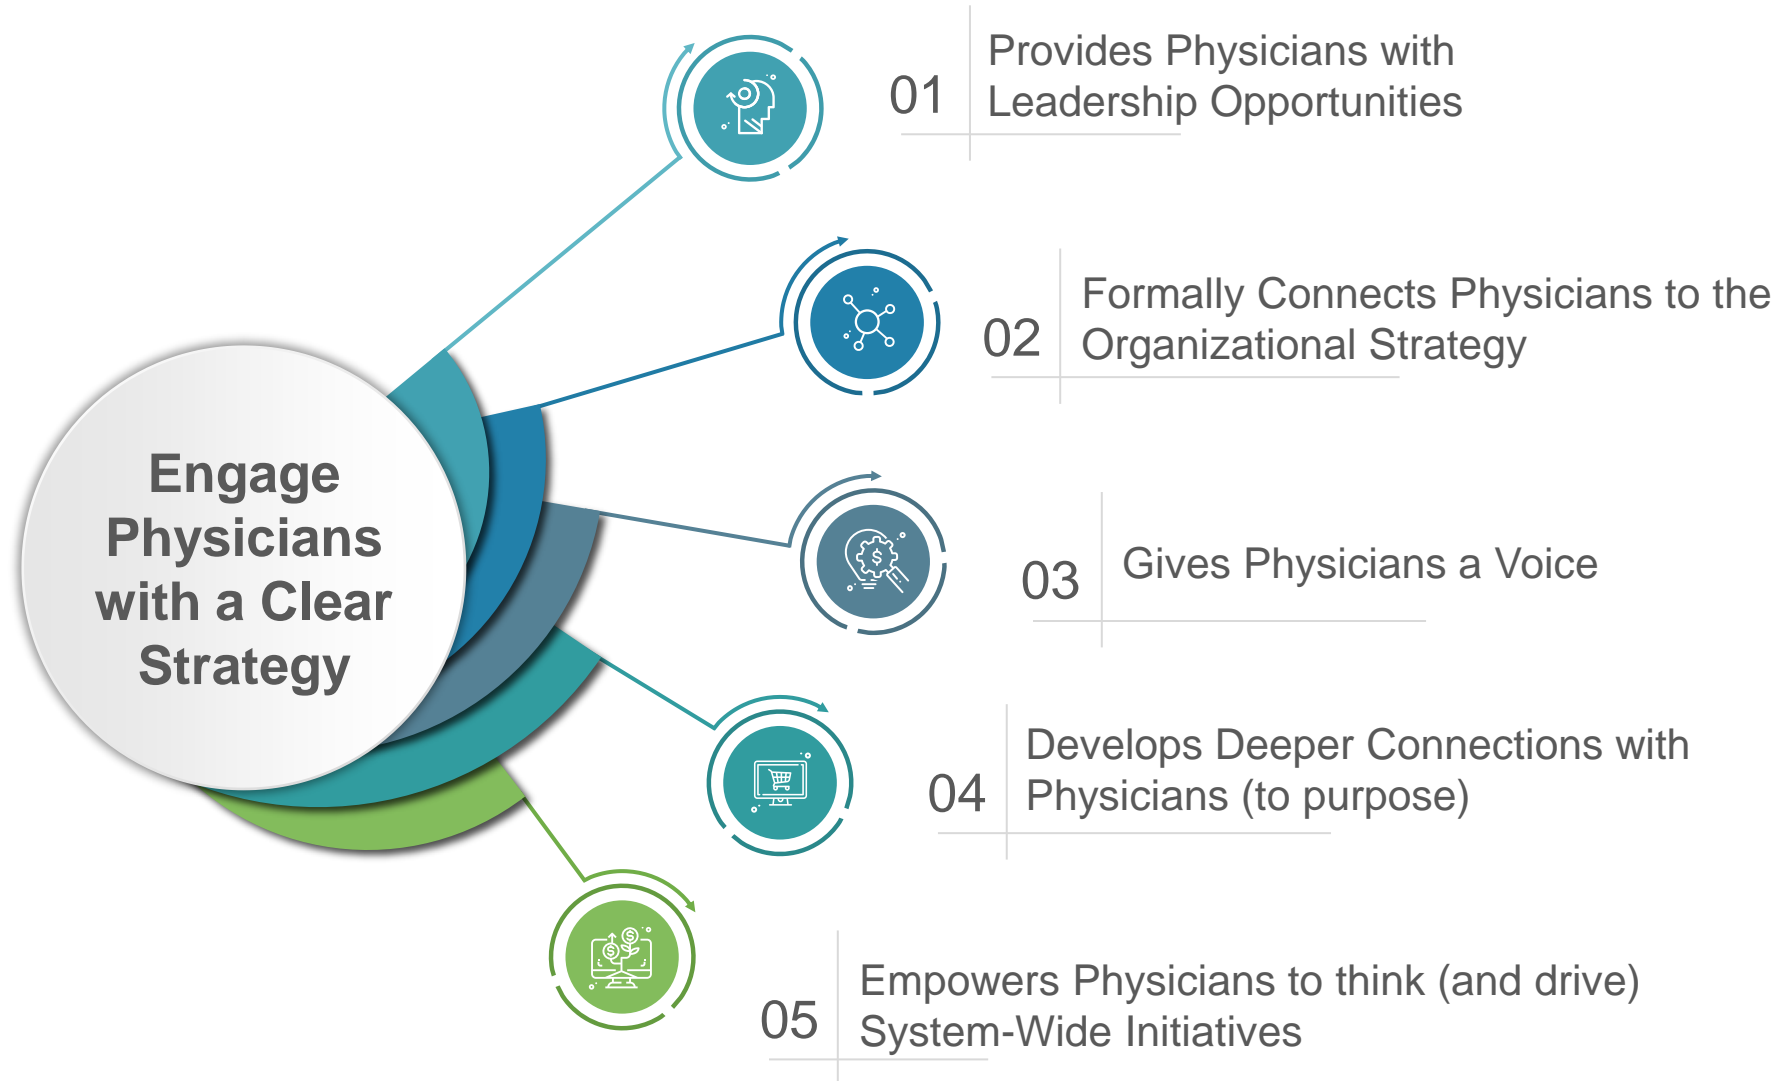 Engage
Physicians
with a Clear
Strategy
01
Provides Physicians with
Leadership Opportunities
02
Formally Connects Physicians to the
Organizational Strategy
03
Gives Physicians a Voice
04
Develops Deeper Connections with
Physicians (to purpose)
05
Empowers Physicians to think (and drive)
System-Wide Initiatives
$
$
$